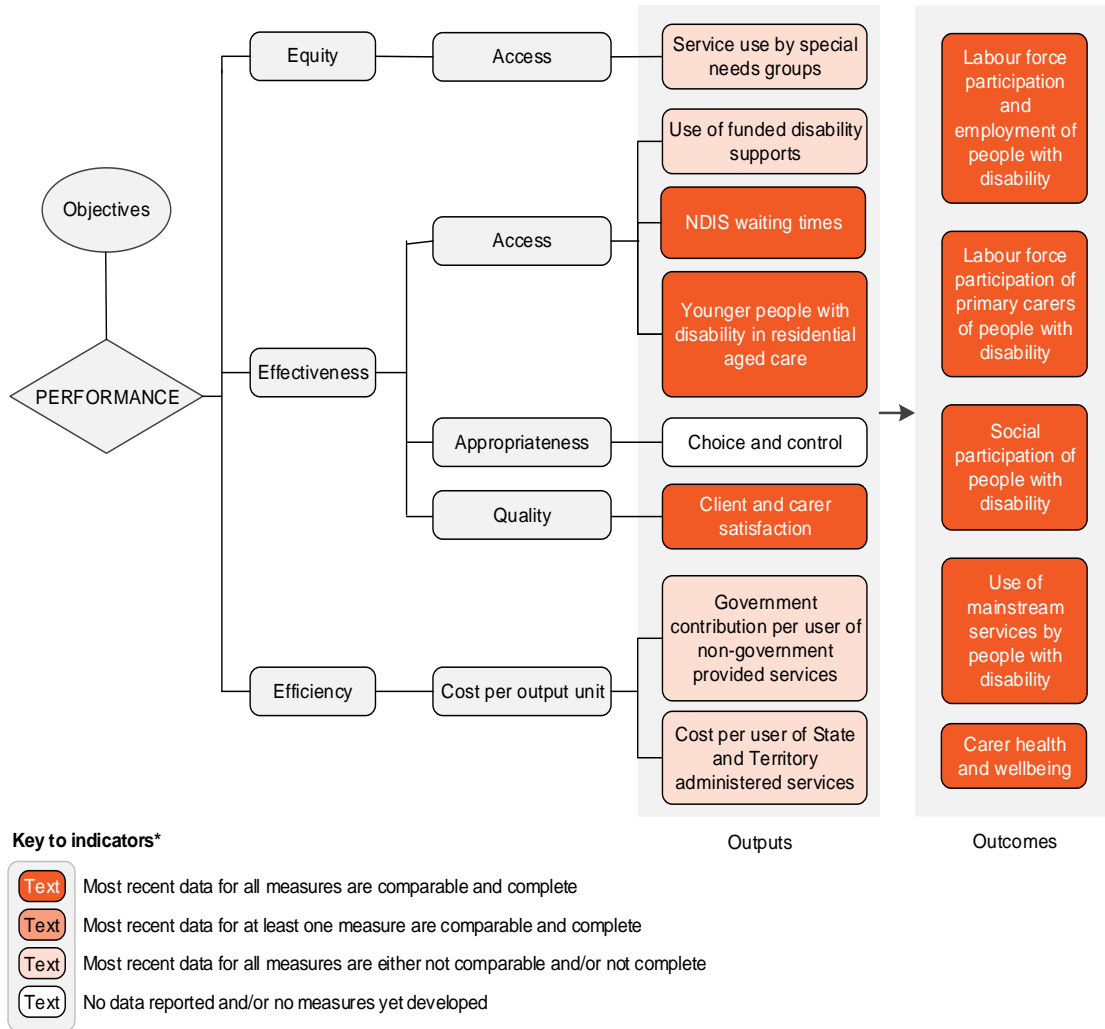 Objectives
PERFORMANCE
Equity
Access
Service use by special
needs groups
Effectiveness
Access
Use of funded disability
supports
NDIS waiting times
Younger people with
disability in residential
aged care
Appropriateness
Choice and control
Quality
Client and carer
satisfaction
Efficiency
Cost per output unit
Government
contribution per user of
non-government
provided services
Cost per user of State
and Territory
administered services
Outputs
Labour force
participation
and
employment of
people with
disability
Labour force
participation of
primary carers
of people with
disability
Social
participation of
people with
disability
Use of
mainstream
services by
people with
disability
Carer health
and wellbeing
Outcomes
Key to indicators*
Text Most recent data for all measures are comparable and complete
Text Most recent data for at least one measure are comparable and complete
Text Most recent data for all measures are either not comparable and/or not complete
Text No data reported and/or no measures yet developed